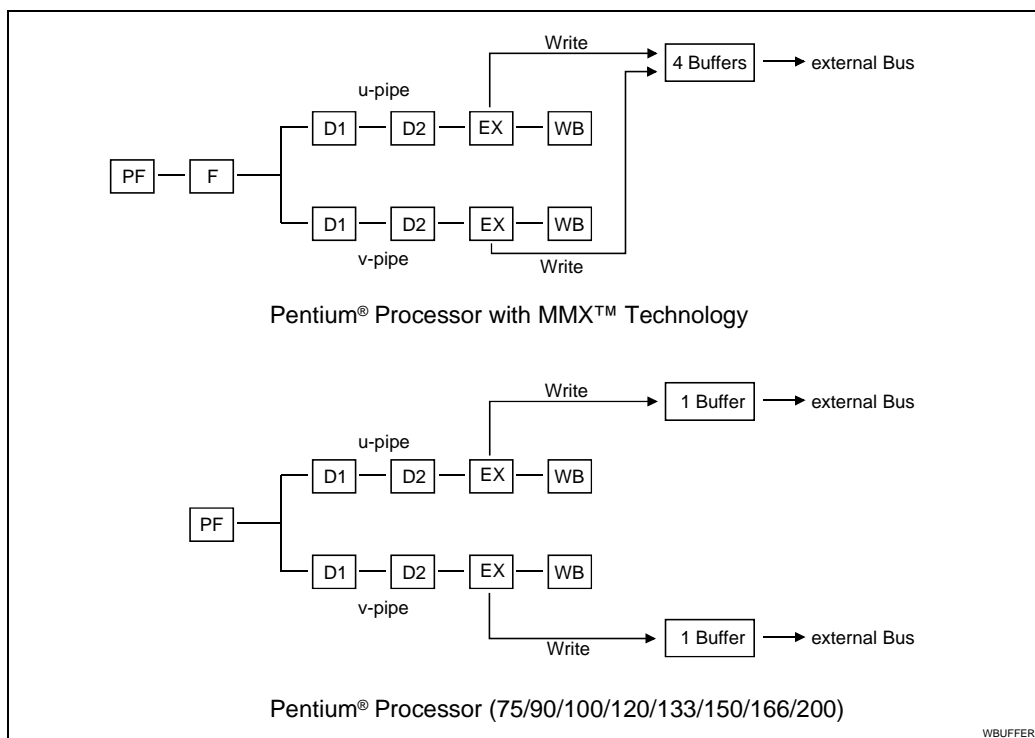 Write
4 Buffers
external Bus
u-pipe
D1 D2 EX WB
PF F
D1 D2 EX WB
v-pipe
Write
Pentium® Processor with MMX™ Technology
Write
1 Buffer
external Bus
u-pipe
D1 D2 EX WB
PF
D1 D2 EX WB
v-pipe
Write
1 Buffer
external Bus
Pentium® Processor (75/90/100/120/133/150/166/200)
WBUFFER